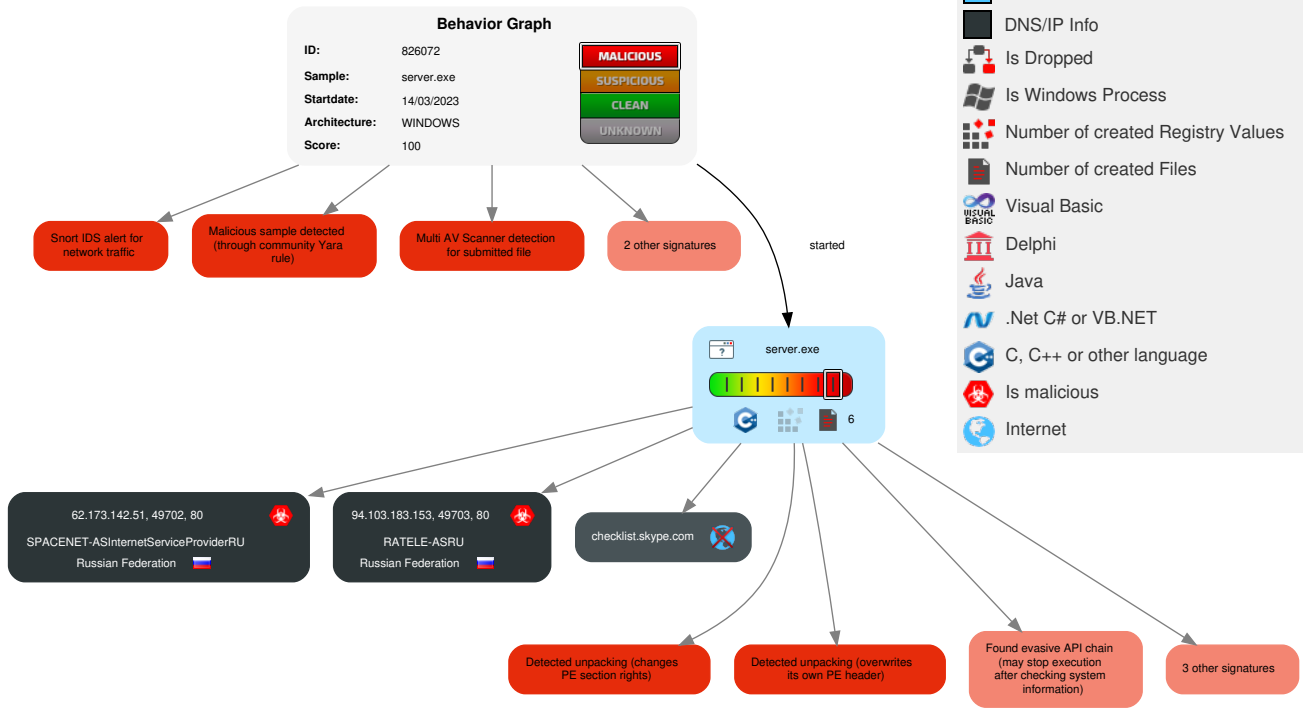 Behavior Graph
ID: 826072
Sample: server.exe
Startdate: 14/03/2023
Architecture: WINDOWS
Score: 100
MALICIOUS
SUSPICIOUS
CLEAN
UNKNOWN
DNS/IP Info
Is Dropped
Is Windows Process
Number of created Registry Values
Number of created Files
VISUAL
BASIC
Visual Basic
Delphi
Java
.Net C# or VB.NET
C, C++ or other language
Is malicious
Internet
Snort IDS alert for
network traffic
Malicious sample detected
(through community Yara
rule)
Multi AV Scanner detection
for submitted file
2 other signatures
started
?
server.exe
6
62.173.142.51, 49702, 80
SPACENET-ASInternetServiceProviderRU
Russian Federation
94.103.183.153, 49703, 80
RATELE-ASRU
Russian Federation
checklist.skype.com
Detected unpacking (changes
PE section rights)
Detected unpacking (overwrites
its own PE header)
Found evasive API chain
(may stop execution
after checking system
information)
3 other signatures